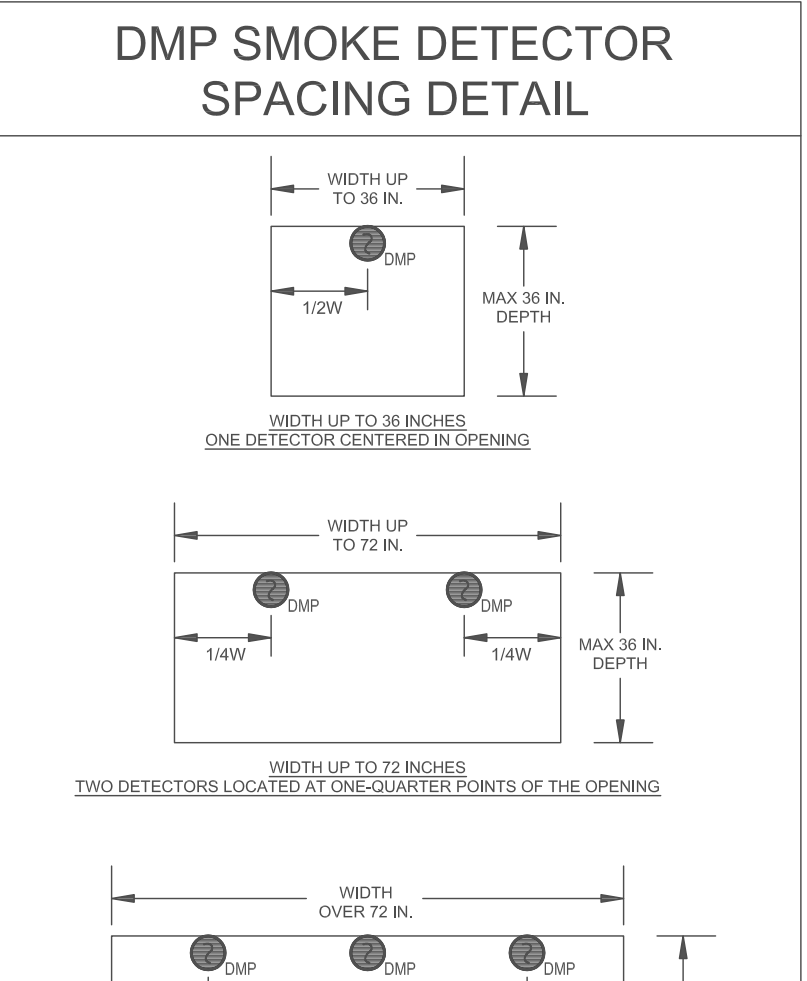 DMP SMOKE DETECTOR
SPACING DETAIL
WIDTH UP
TO 36 IN.
DMP
1/2W
MAX 36 IN.
DEPTH
WIDTH UP TO 36 INCHES
ONE DETECTOR CENTERED IN OPENING
WIDTH UP
TO 72 IN.
DMP
DMP
1/4W
1/4W
MAX 36 IN.
DEPTH
WIDTH UP TO 72 INCHES
TWO DETECTORS LOCATED AT ONE-QUARTER POINTS OF THE OPENING
WIDTH
OVER 72 IN.
DMP
DMP
DMP